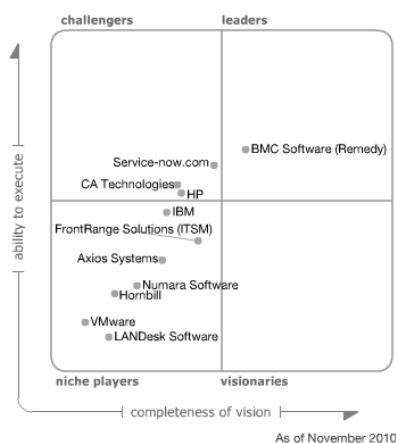 challengers
leaders
BMC Software (Remedy)
Service-now.com
CA Technologies
HP
IBM
FrontRange Solutions (ITSM)
Axios Systems
Numara Software
Hornbill
VMware
LANDesk Software
niche players
visionaries
ability to execute
completeness of vision
As of November 2010